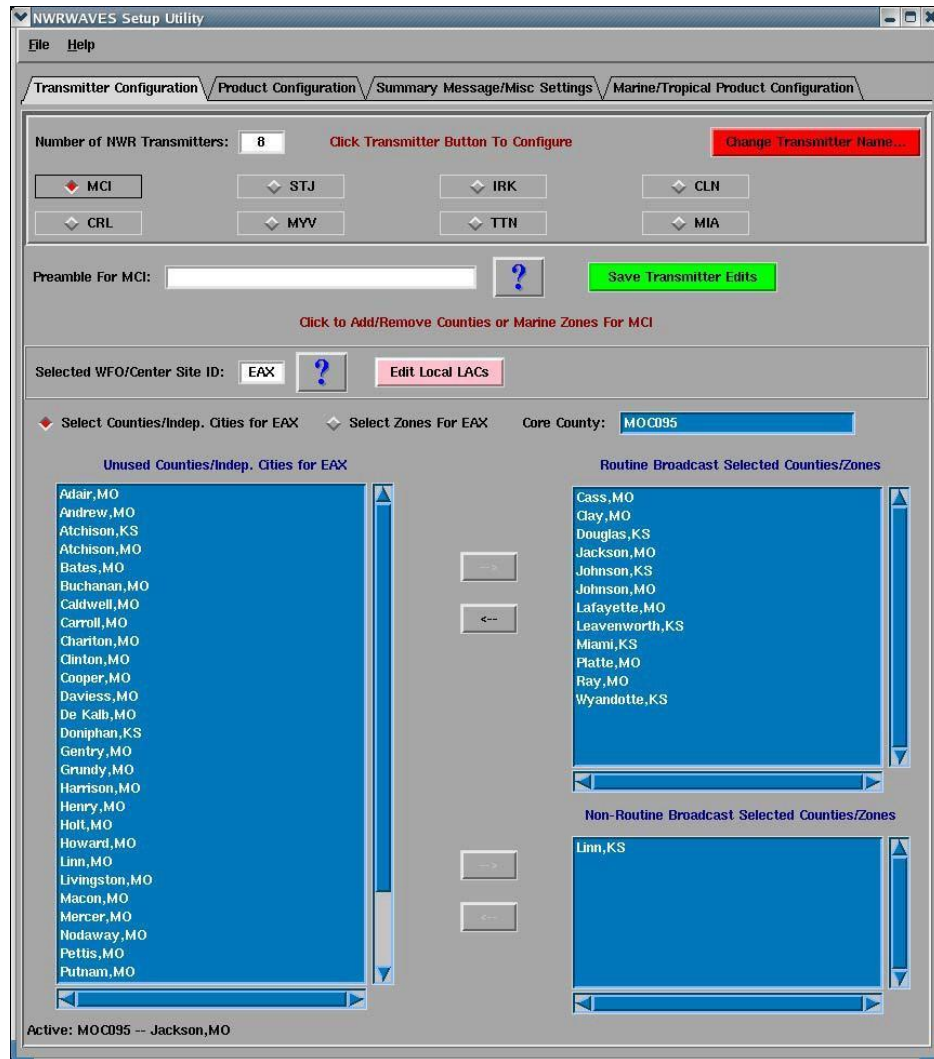 NWRWAVES Setup Utility
File Help
Transmitter Configuration Product Configuration Summary Message/Misc Settings Marine/Tropical Product Configuration
Number of NWR Transmitters: 8 Click Transmitter Button To Configure Change Transmitter Name...
MCI STJ IRK CLN
CRL MYV TTN MIA
Preamble For MCI: ? Save Transmitter Edits
Click to Add/Remove Counties or Marine Zones For MCI
Selected WFO/Center Site ID: EAX ? Edit Local LACs
Select Counties/Indep. Cities for EAX Select Zones For EAX Core County: MOC095
Unused Counties/Indep. Cities for EAX
Adair,MO
Andrew,MO
Atchison,KS
Atchison,MO
Bates,MO
Buchanan,MO
Caldwell,MO
Carroll,MO
Chariton,MO
Clinton,MO
Cooper,MO
Daviess,MO
De Kalb,MO
Doniphan,KS
Gentry,MO
Grundy,MO
Harrison,MO
Henry,MO
Holt,MO
Howard,MO
Linn,MO
Livingston,MO
Macon,MO
Mercer,MO
Nodaway,MO
Pettis,MO
Putnam,MO
-->
<--
-->
<--
Routine Broadcast Selected Counties/Zones
Cass,MO
Clay,MO
Douglas,KS
Jackson,MO
Johnson,KS
Johnson,MO
Lafayette,MO
Leavenworth,KS
Miami,KS
Platte,MO
Ray,MO
Wyandotte,KS
Non-Routine Broadcast Selected Counties/Zones
Linn,KS
Active: MOC095 -- Jackson,MO